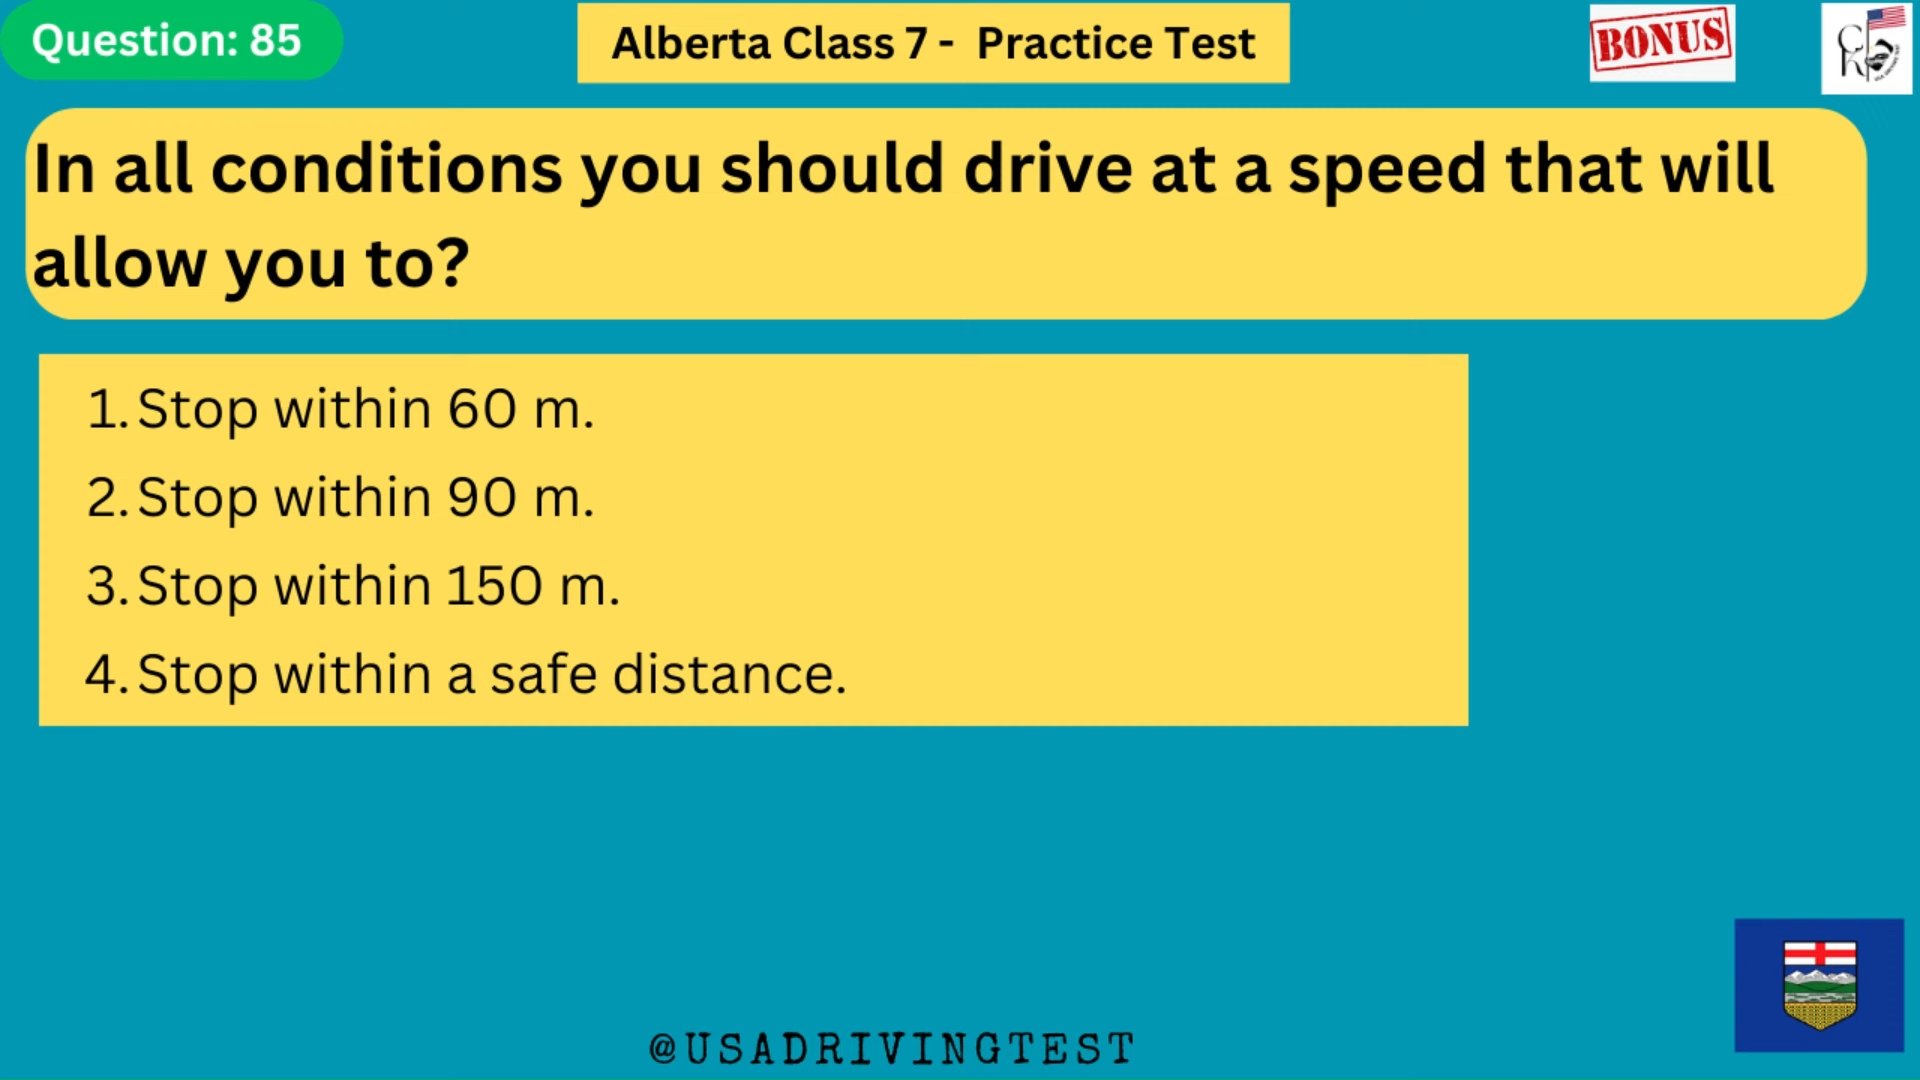 Question: 85
Alberta Class 7 - Practice Test
BONUS
In all conditions you should drive at a speed that will
allow you to?
1. Stop within 60 m.
2. Stop within 90 m.
3. Stop within 150 m.
4. Stop within a safe distance.
@USADRIVINGTEST